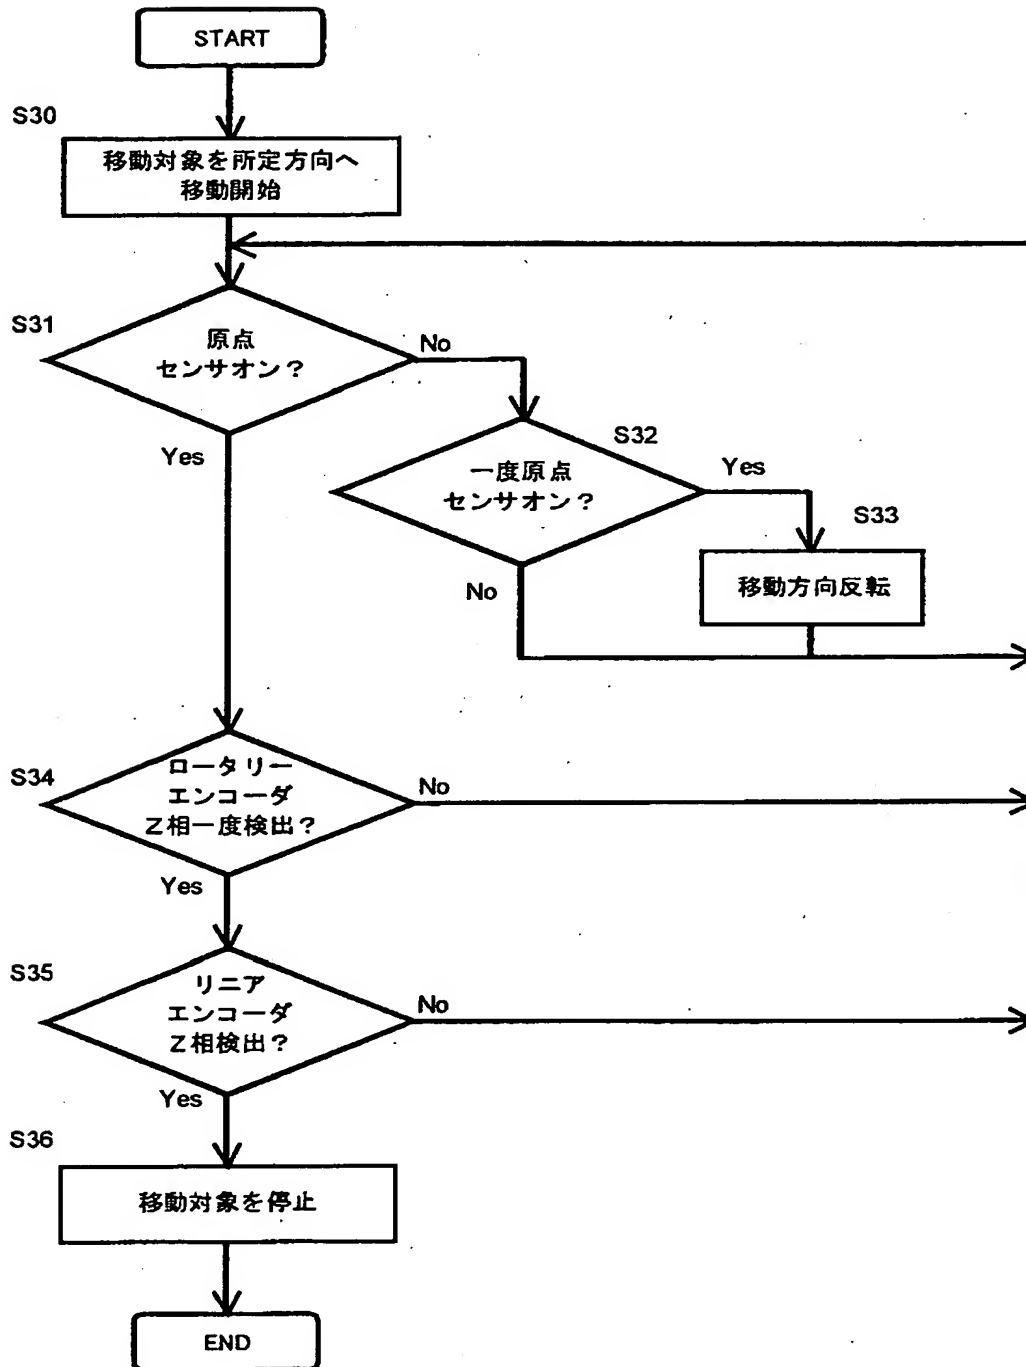 START
S30
移動対象を所定方向へ
移動開始
S31
原点
センサオン?
No
Yes
S32
一度原点
センサオン?
Yes
No
S33
移動方向反転
S34
ロータリー
エンコーダ
Z相一度検出?
No
Yes
S35
リニア
エンコーダ
Z相検出?
No
Yes
S36
移動対象を停止
END